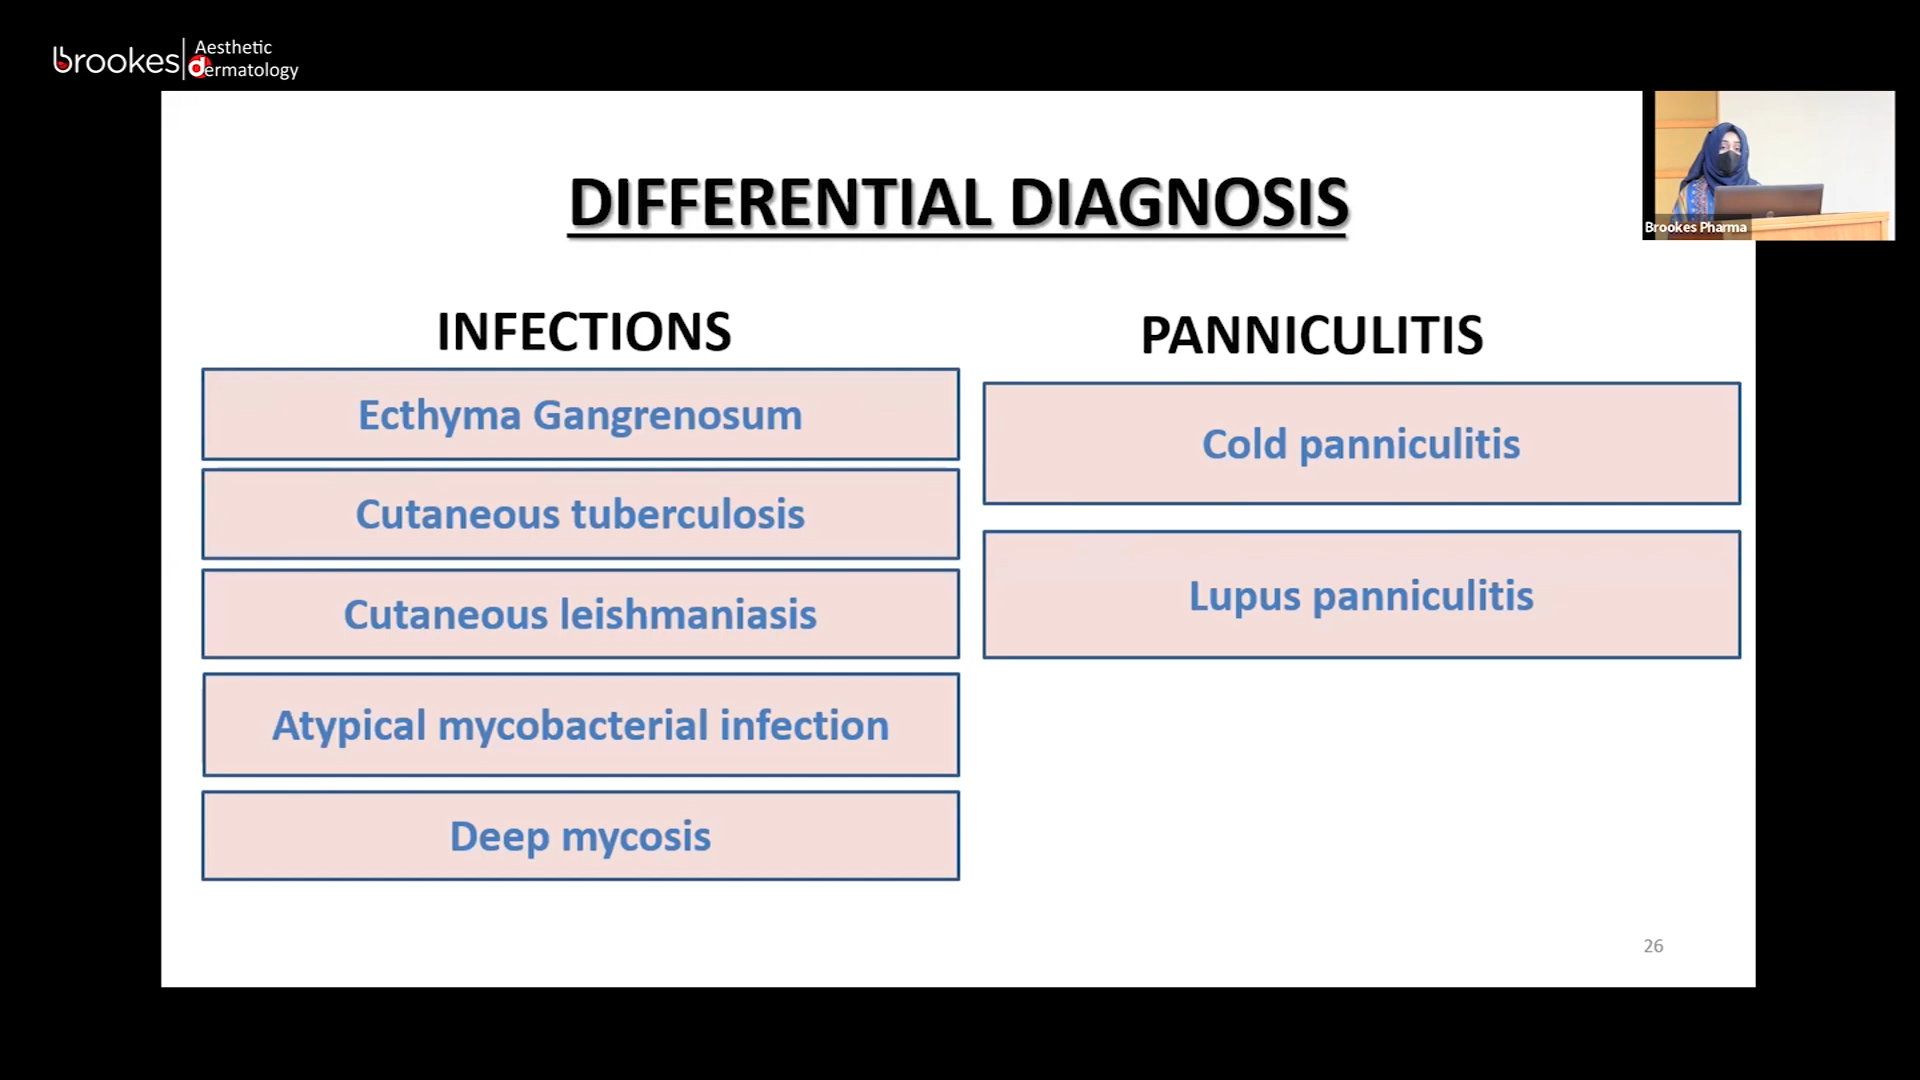 brookes
Aesthetic
dermatology
DIFFERENTIAL DIAGNOSIS
INFECTIONS
Ecthyma Gangrenosum
Cutaneous tuberculosis
Cutaneous leishmaniasis
Atypical mycobacterial infection
Deep mycosis
PANNICULITIS
Cold panniculitis
Lupus panniculitis
Brookes Pharma
26